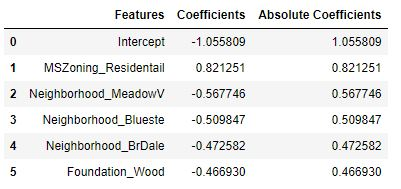 Features Coefficients Absolute Coefficients
0 Intercept -1.055809 1.055809
1 MSZoning_Residentail 0.821251 0.821251
2 Neighborhood_MeadowV -0.567746 0.567746
3 Neighborhood_Blueste -0.509847 0.509847
4 Neighborhood_BrDale -0.472582 0.472582
5 Foundation_Wood -0.466930 0.466930